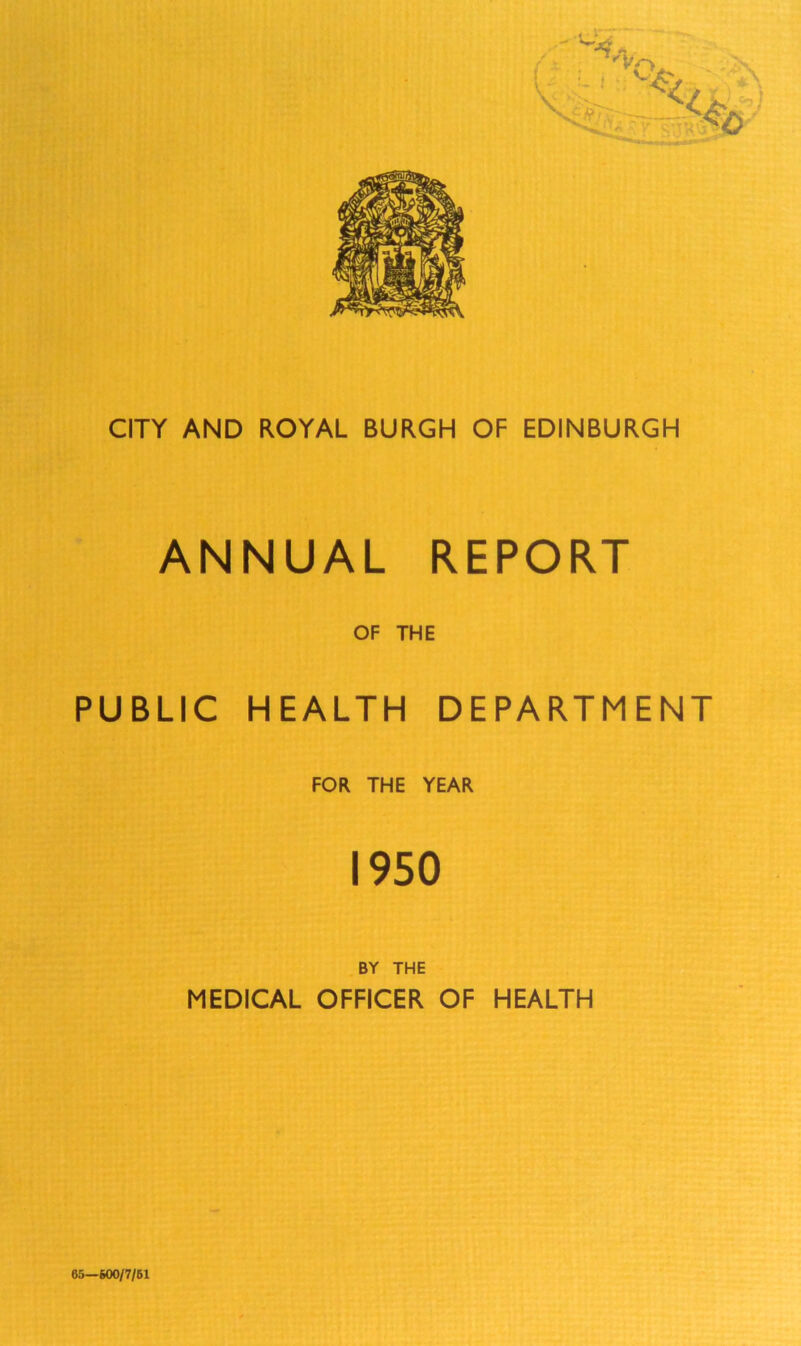 CANCELLED
CITY AND ROYAL BURGH OF EDINBURGH
ANNUAL REPORT
OF THE
PUBLIC HEALTH DEPARTMENT
FOR THE YEAR
1950
BY THE
MEDICAL OFFICER OF HEALTH
65—500/7/51